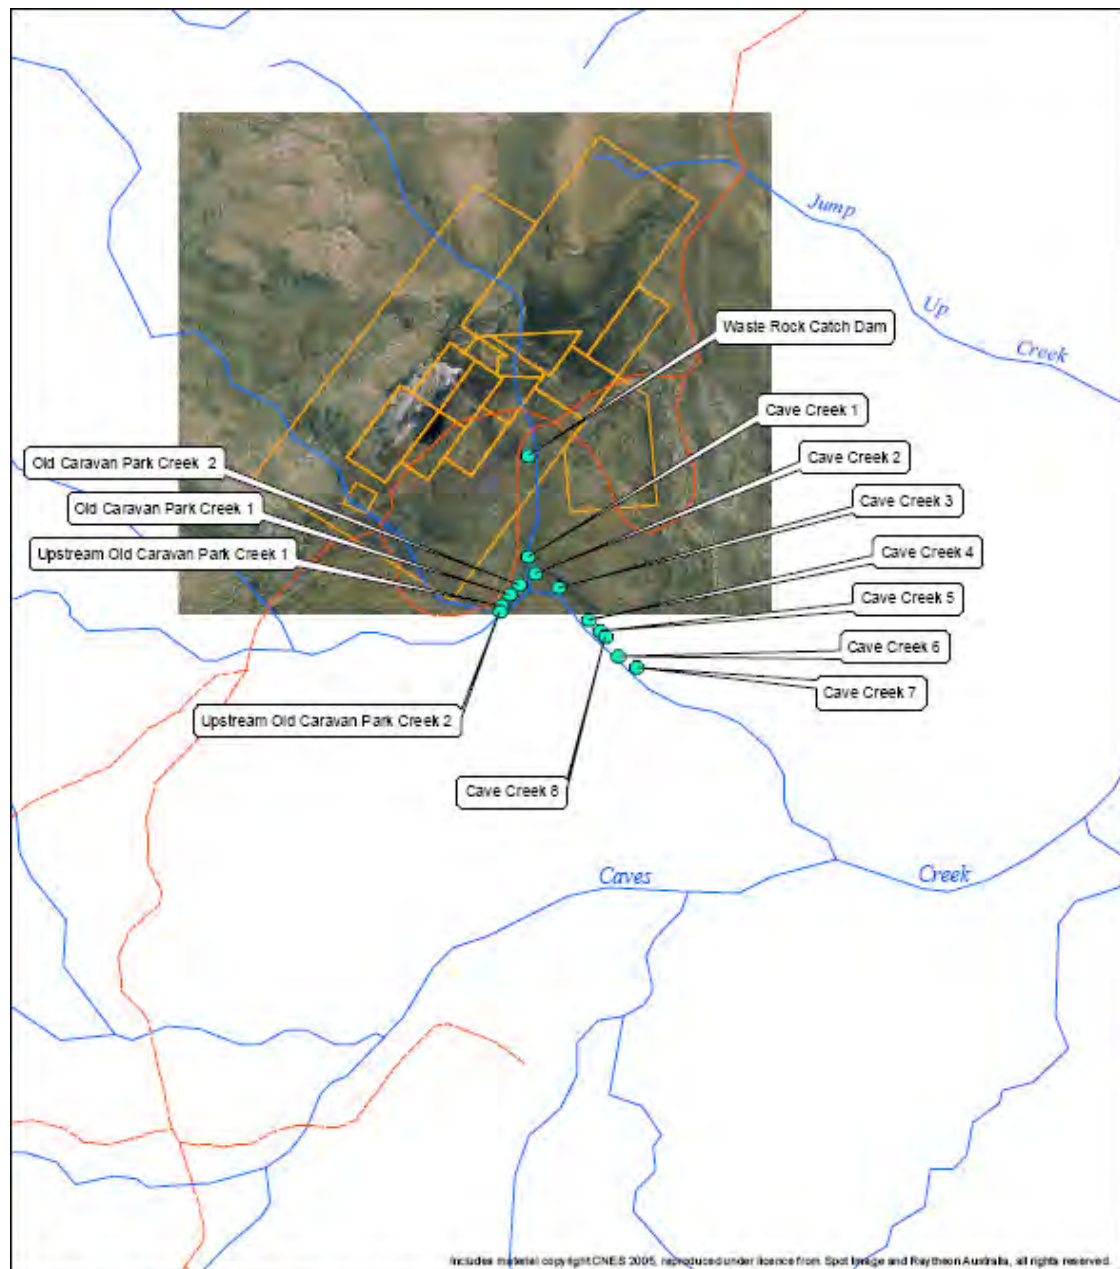 Jump
Up
Creek
Waste Rock Catch Dam
Cave Creek 1
Cave Creek 2
Old Caravan Park Creek 2
Cave Creek 3
Old Caravan Park Creek 1
Cave Creek 4
Upstream Old Caravan Park Creek 1
Cave Creek 5
Cave Creek 6
Cave Creek 7
Upstream Old Caravan Park Creek 2
Cave Creek 8
Caves
Creek
Includes material copyright CNES 2005, reproduced under licence from Spot Image and Raytheon Australia, all rights reserved